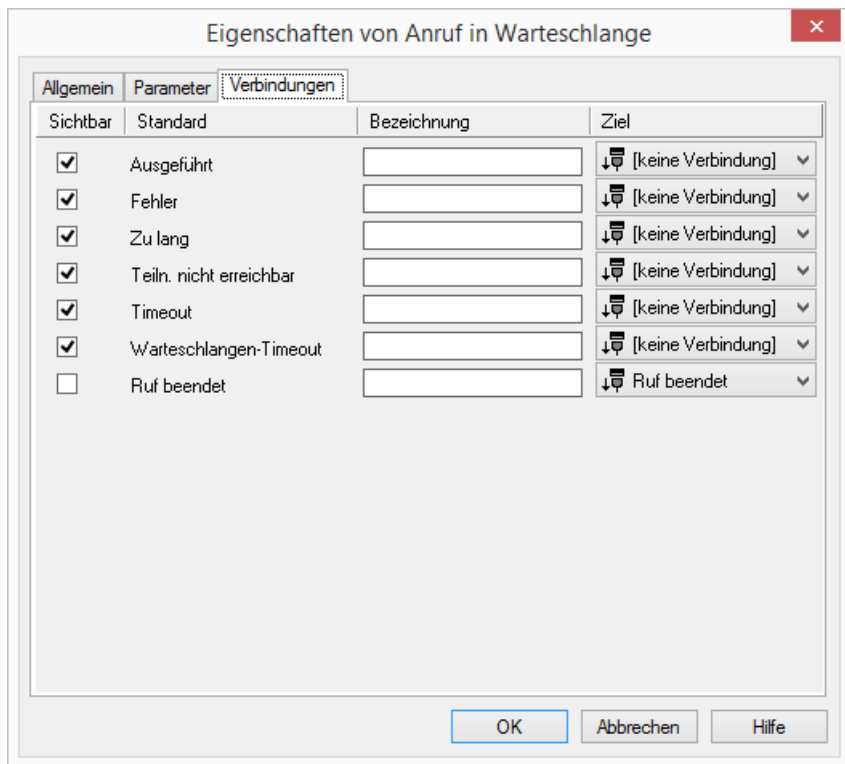 Eigenschaften von Anruf in Warteschlange
Allgemein Parameter Verbindungen
Sichtbar Standard Bezeichnung Ziel
Ausgeführt [keine Verbindung]
Fehler [keine Verbindung]
Zu lang [keine Verbindung]
Teiln. nicht erreichbar [keine Verbindung]
Timeout [keine Verbindung]
Warteschlangen-Timeout [keine Verbindung]
Ruf beendet Ruf beendet
OK Abbrechen Hilfe